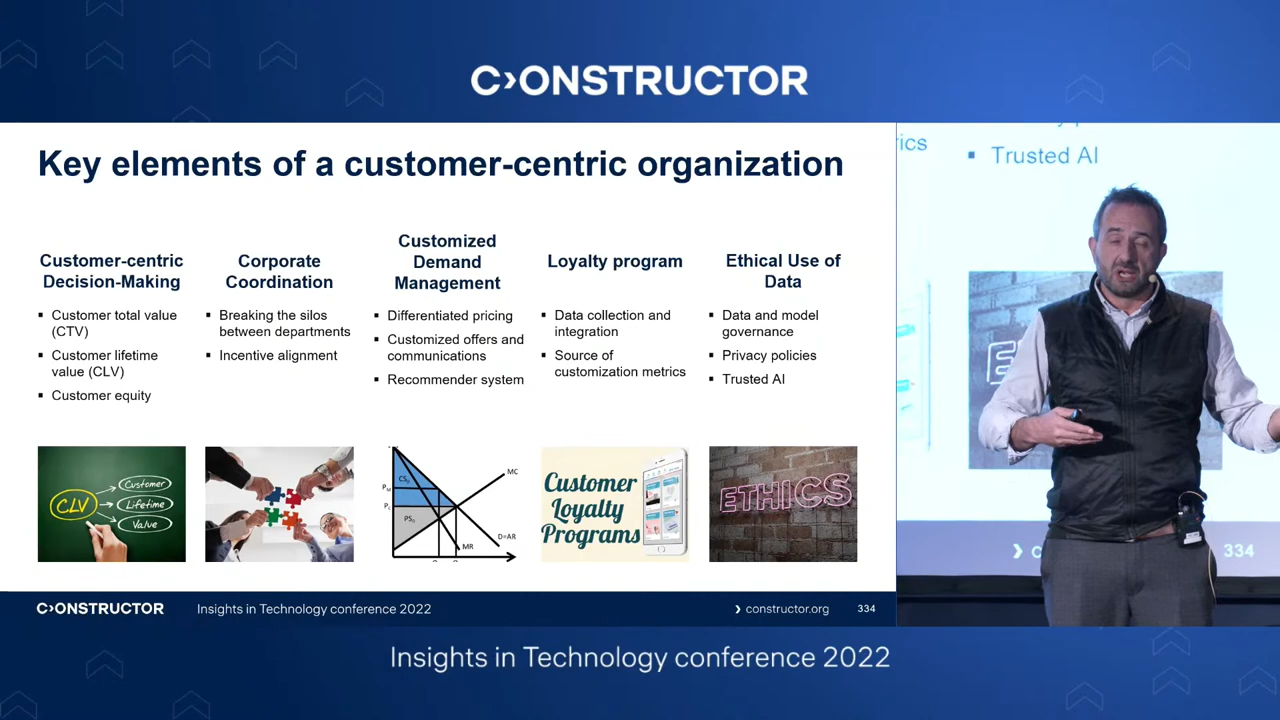 C›ONSTRUCTOR
Key elements of a customer-centric organization
Customer-centric
Decision-Making
▪ Customer total value
(CTV)
▪ Customer lifetime
value (CLV)
▪ Customer equity
CLV
Customer
Lifetime
Value
Corporate
Coordination
▪ Breaking the silos
between departments
▪ Incentive alignment
Customized
Demand
Management
▪ Differentiated pricing
▪ Customized offers and
communications
▪ Recommender system
MC
D=AR
MR
Loyalty program
▪ Data collection and
integration
▪ Source of
customization metrics
Customer
Loyalty
Programs
Ethical Use of
Data
▪ Data and model
governance
▪ Privacy policies
▪ Trusted AI
ETHICS
C›ONSTRUCTOR
Insights in Technology conference 2022
› constructor.org
334
rics
▪ Trusted AI
334
Insights in Technology conference 2022